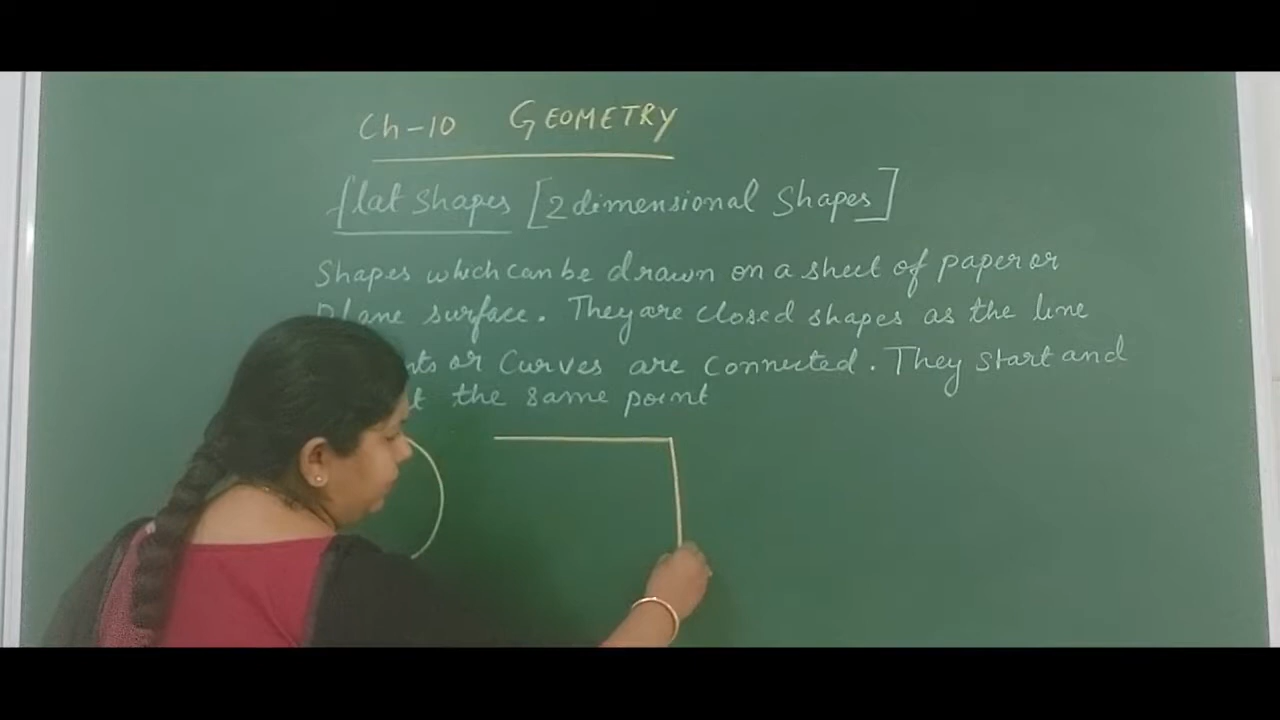 Ch-10 GEOMETRY
flat Shapes [2 dimensional Shapes]
Shapes which can be drawn on a sheet of paper or
Plane surface. They are closed shapes as the line
or Curves are connected. They start and
the same point